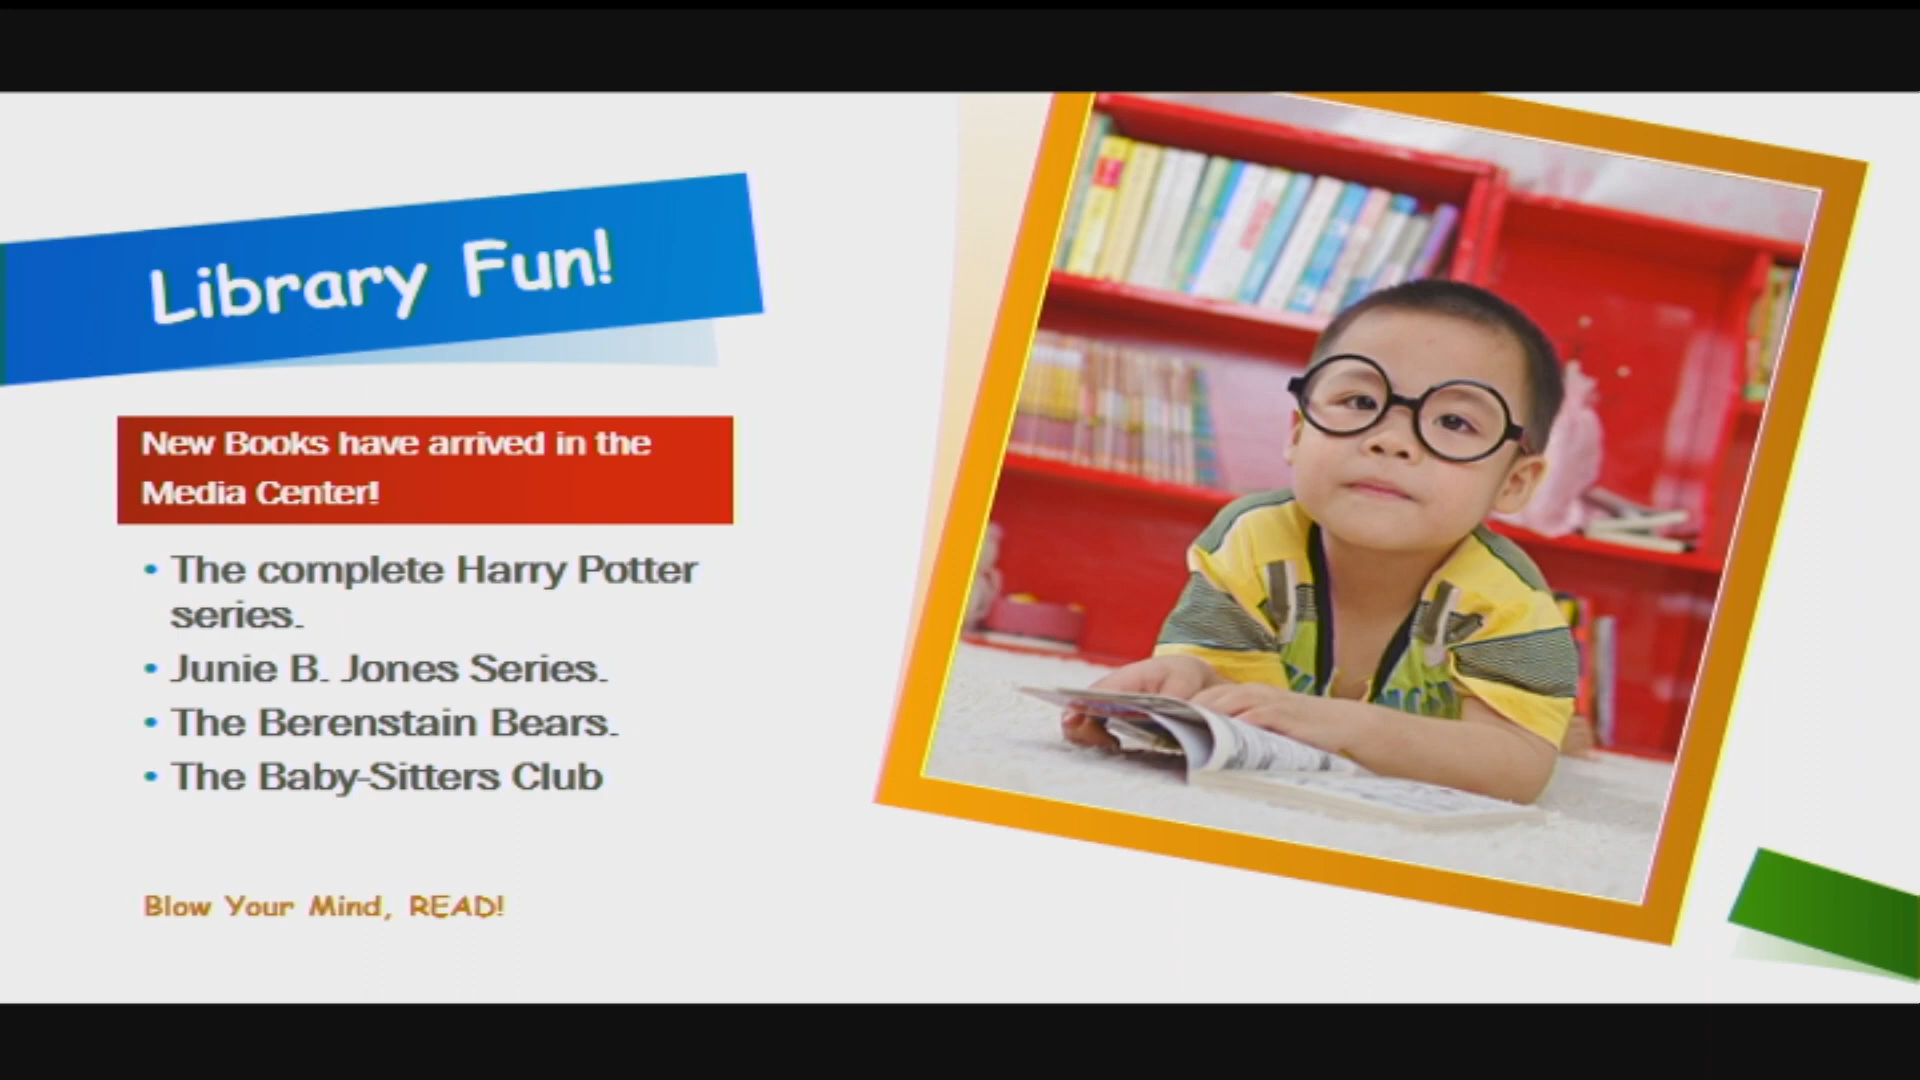 Library Fun!
New Books have arrived in the
Media Center!
• The complete Harry Potter
series.
• Junie B. Jones Series.
• The Berenstain Bears.
• The Baby-Sitters Club
Blow Your Mind, READ!